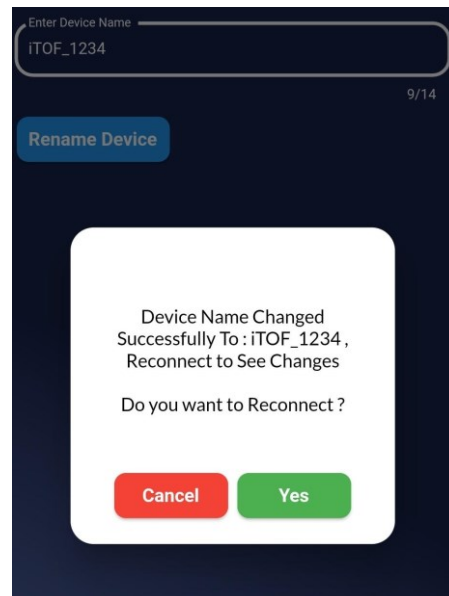 Enter Device Name
iTOF_1234
9/14
Rename Device
Device Name Changed
Successfully To : iTOF_1234 ,
Reconnect to See Changes
Do you want to Reconnect ?
Cancel
Yes